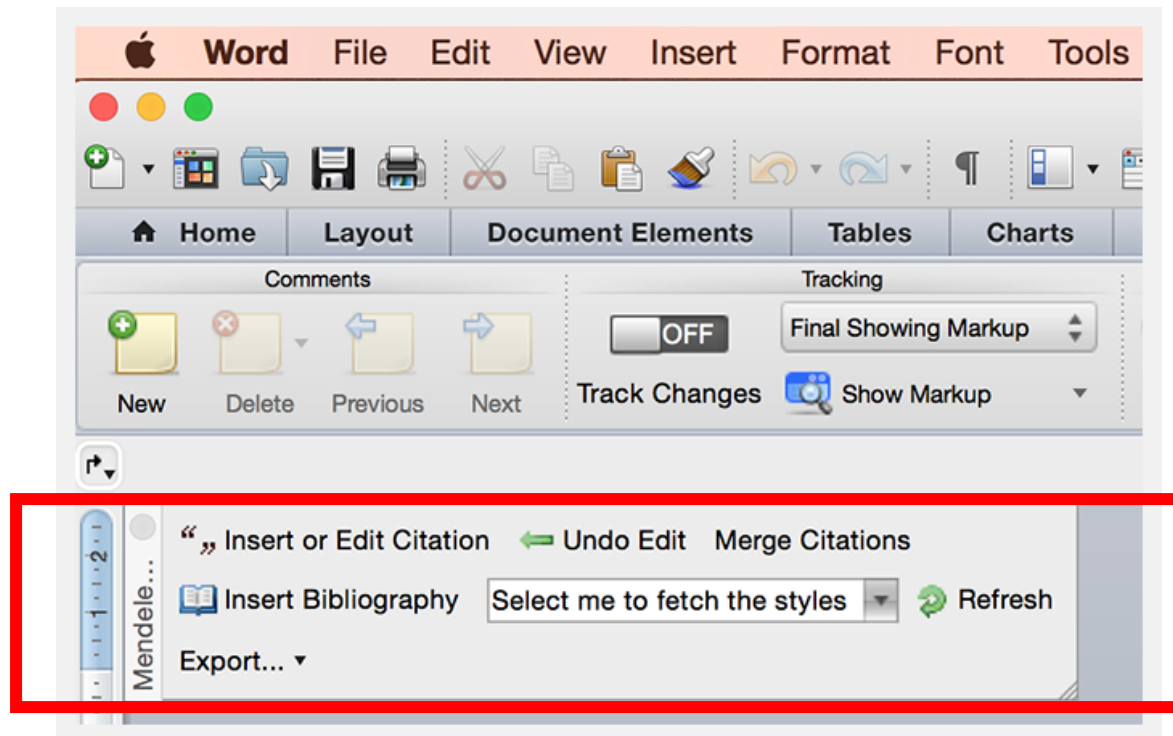 Word File Edit View Insert Format Font Tools
Home Layout Document Elements Tables Charts
Comments Tracking
OFF Final Showing Markup
New Delete Previous Next Track Changes Show Markup
2 1
Mendele...
“ „ Insert or Edit Citation Undo Edit Merge Citations
Insert Bibliography Select me to fetch the styles Refresh
Export...